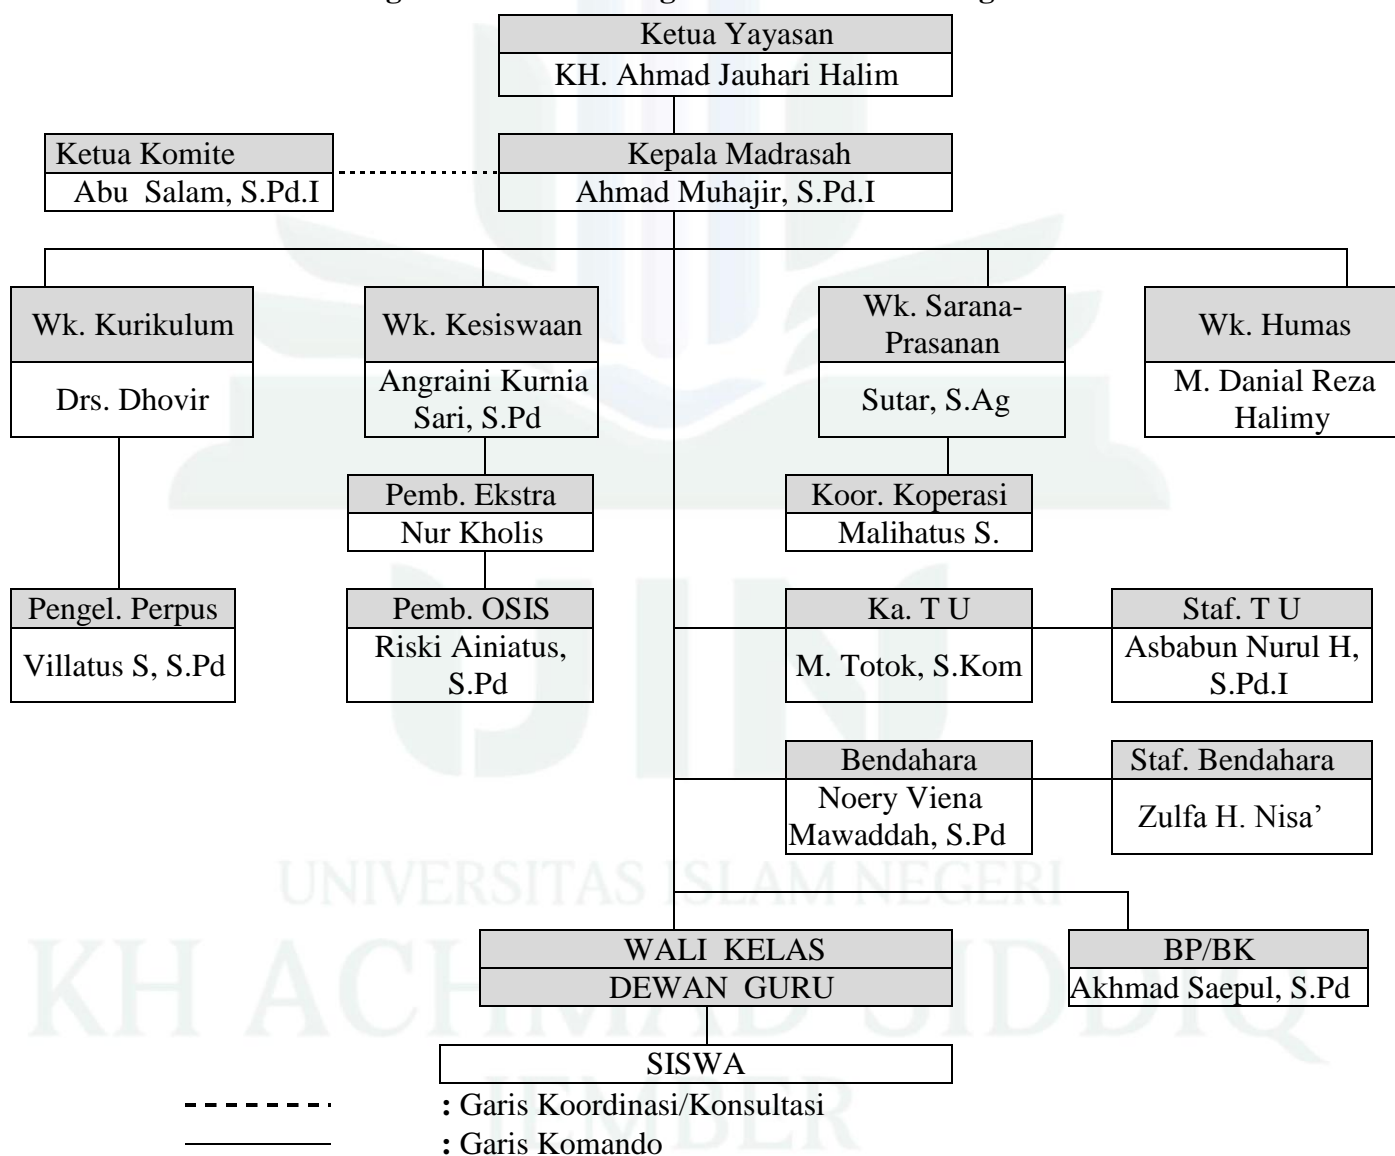 Ketua Yayasan
KH. Ahmad Jauhari Halim
Ketua Komite
Abu Salam, S.Pd.I
Kepala Madrasah
Ahmad Muhajir, S.Pd.I
Wk. Kurikulum
Drs. Dhovir
Wk. Kesiswaan
Angraini Kurnia
Sari, S.Pd
Wk. Sarana-
Prasanan
Sutar, S.Ag
Wk. Humas
M. Danial Reza
Halimy
Pemb. Ekstra
Nur Kholis
Koor. Koperasi
Malihatus S.
Pengel. Perpus
Villatus S, S.Pd
Pemb. OSIS
Riski Ainiatus,
S.Pd
Ka. T U
M. Totok, S.Kom
Staf. T U
Asbabun Nurul H,
S.Pd.I
Bendahara
Noery Viena
Mawaddah, S.Pd
Staf. Bendahara
Zulfa H. Nisa’
WALI KELAS
DEWAN GURU
BP/BK
Akhmad Saepul, S.Pd
SISWA
: Garis Koordinasi/Konsultasi
: Garis Komando
UIN
UNIVERSITAS ISLAM NEGERI
KH ACHMAD SIDDIQ
JEMBER